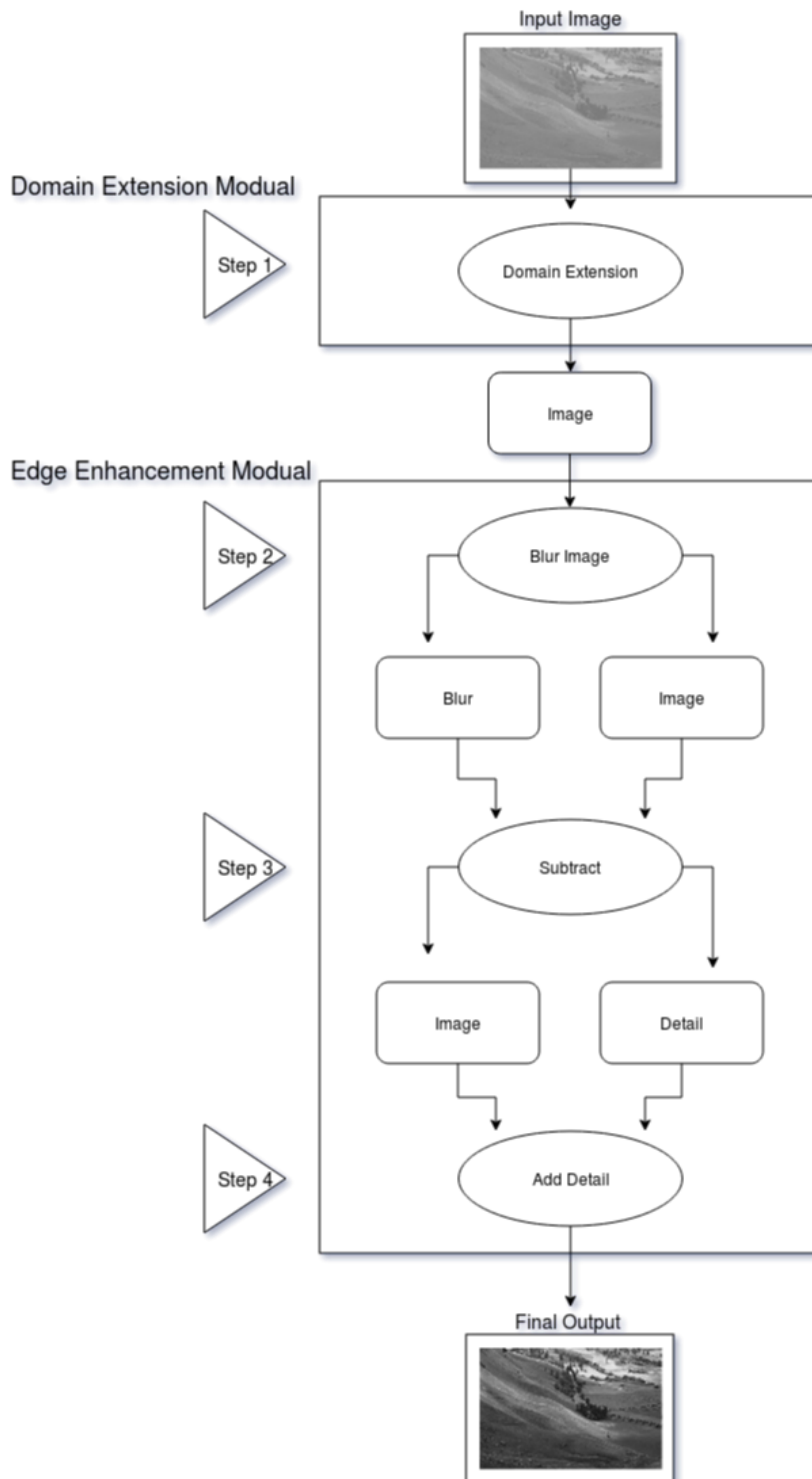 Input Image
Domain Extension Modual
Step 1
Domain Extension
Image
Edge Enhancement Modual
Step 2
Blur Image
Blur
Image
Step 3
Subtract
Image
Detail
Step 4
Add Detail
Final Output